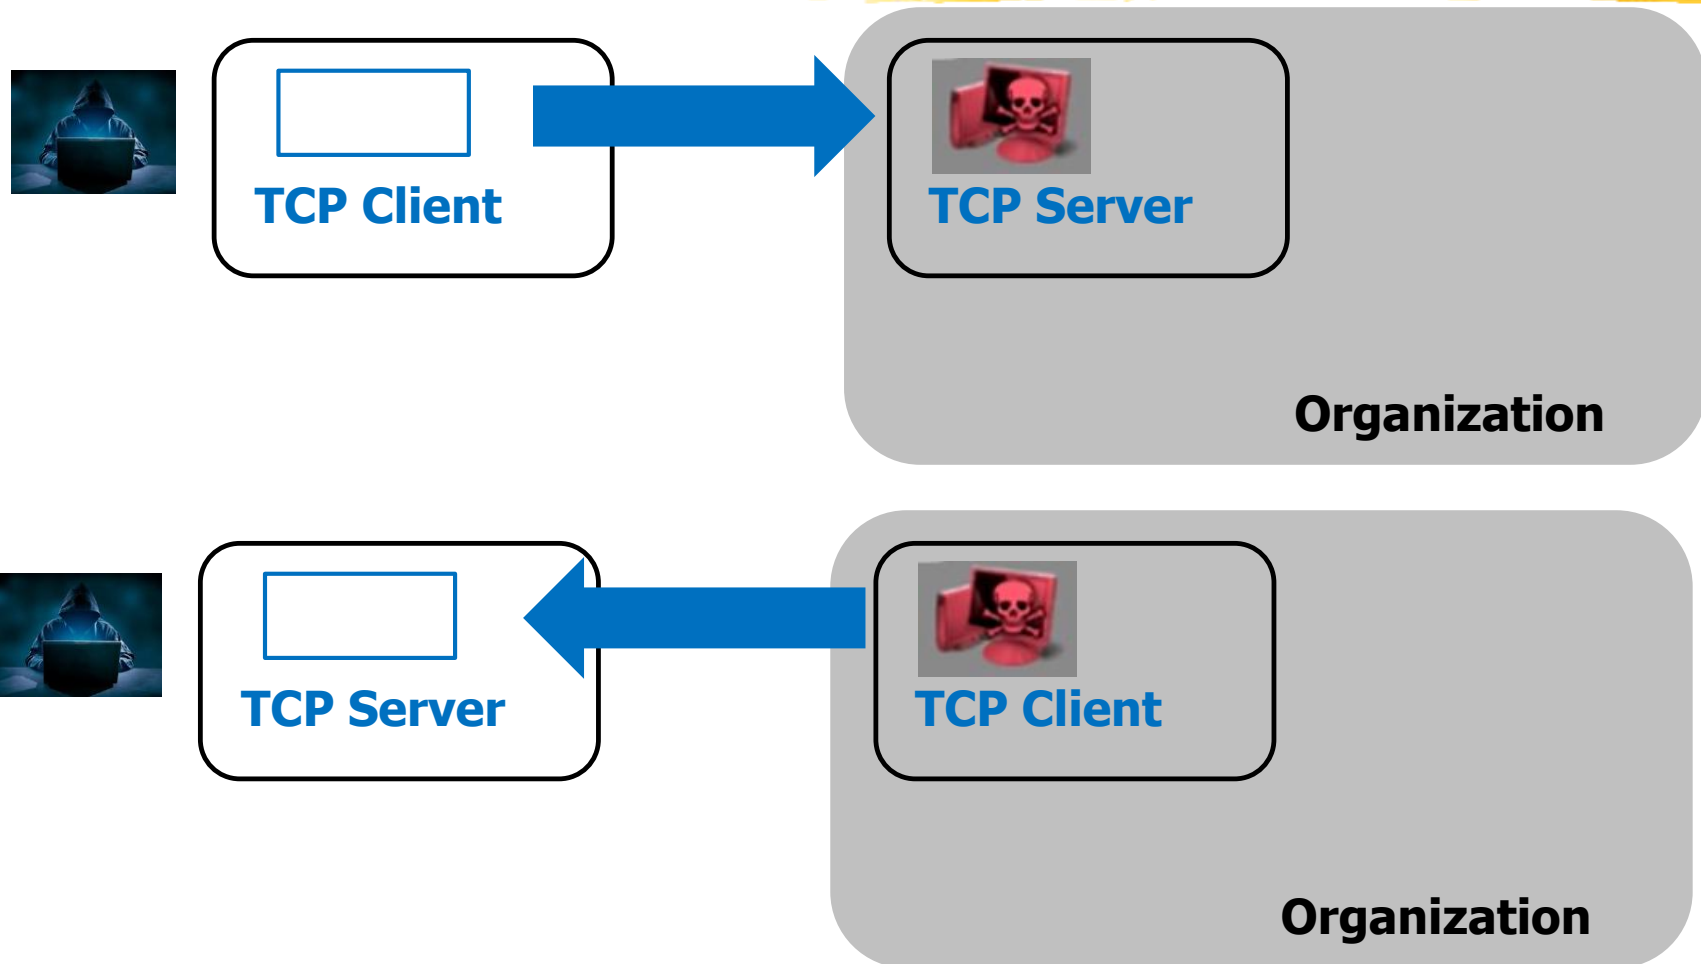 TCP Client
TCP Server
Organization
TCP Server
TCP Client
Organization